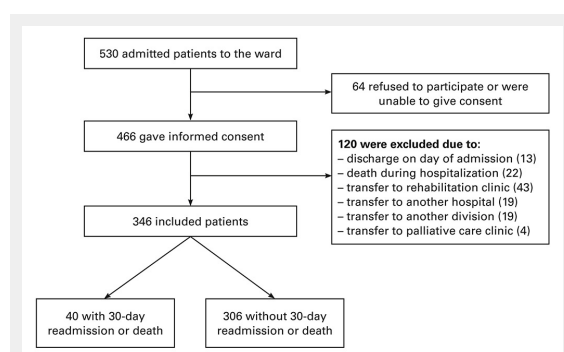 530 admitted patients to the ward
64 refused to participate or were
unable to give consent
466 gave informed consent
120 were excluded due to:
– discharge on day of admission (13)
– death during hospitalization (22)
– transfer to rehabilitation clinic (43)
– transfer to another hospital (19)
– transfer to another division (19)
– transfer to palliative care clinic (4)
346 included patients
40 with 30-day
readmission or death
306 without 30-day
readmission or death